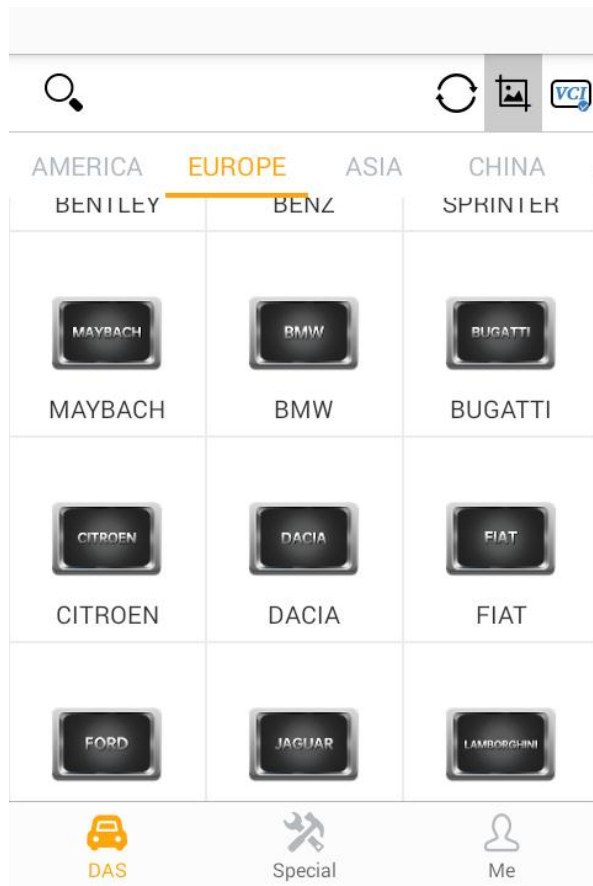 VCI
AMERICA EUROPE ASIA CHINA
BENTLEY BENZ SPRINTER
MAYBACH BMW BUGATTI
MAYBACH BMW BUGATTI
CITROEN DACIA FIAT
CITROEN DACIA FIAT
FORD JAGUAR LAMBORGHINI
DAS Special Me